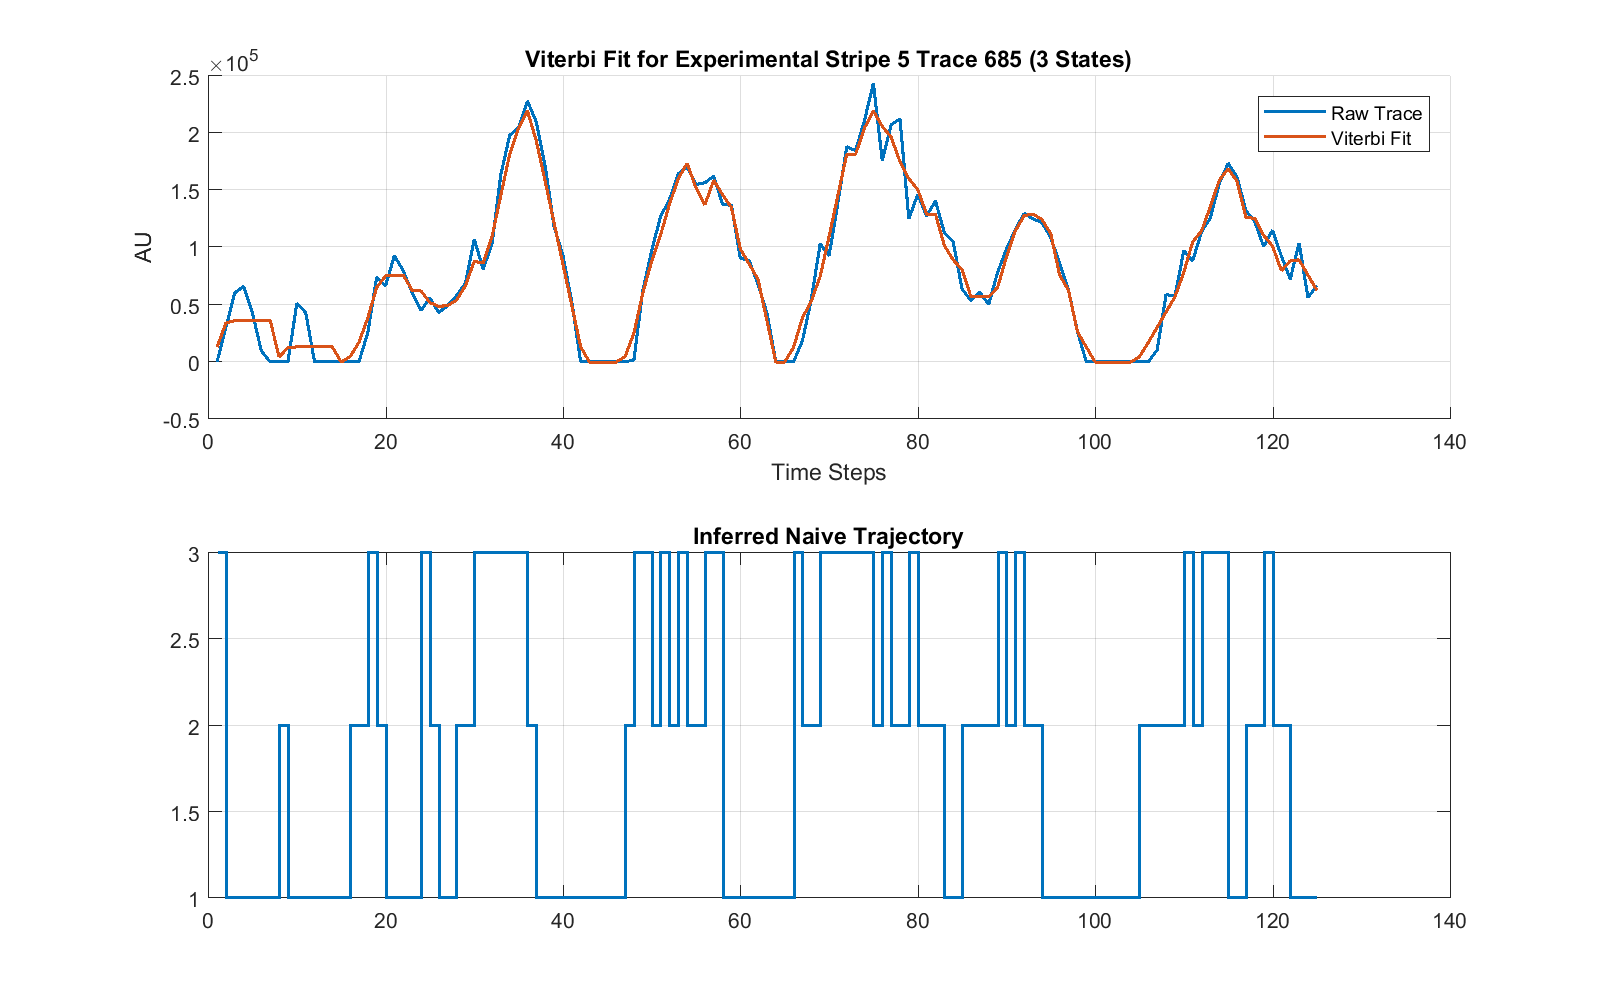 Viterbi Fit for Experimental Stripe 5 Trace 685 (3 States)
×10⁵
2.5
2
1.5
1
0.5
0
-0.5
AU
Raw Trace
Viterbi Fit
0 20 40 60 80 100 120 140
Time Steps
Inferred Naive Trajectory
3
2.5
2
1.5
1
0 20 40 60 80 100 120 140